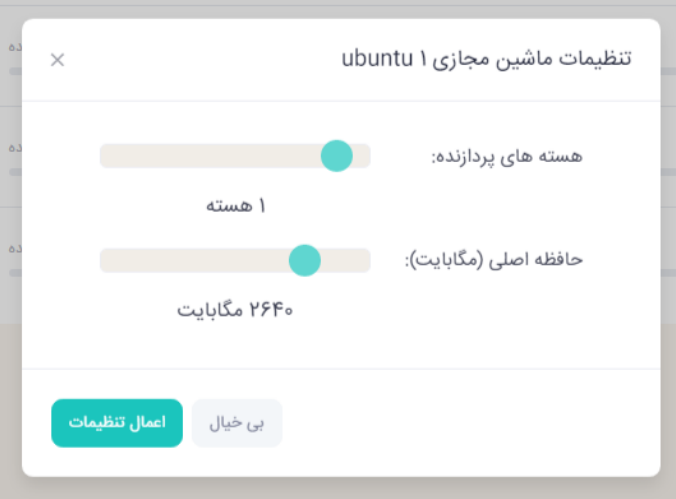 تنظیمات ماشین مجازی ubuntu ۱
هسته های پردازنده:
۱ هسته
حافظه اصلی (مگابایت):
۲۶۴۰ مگابایت
بی خیال
اعمال تنظیمات